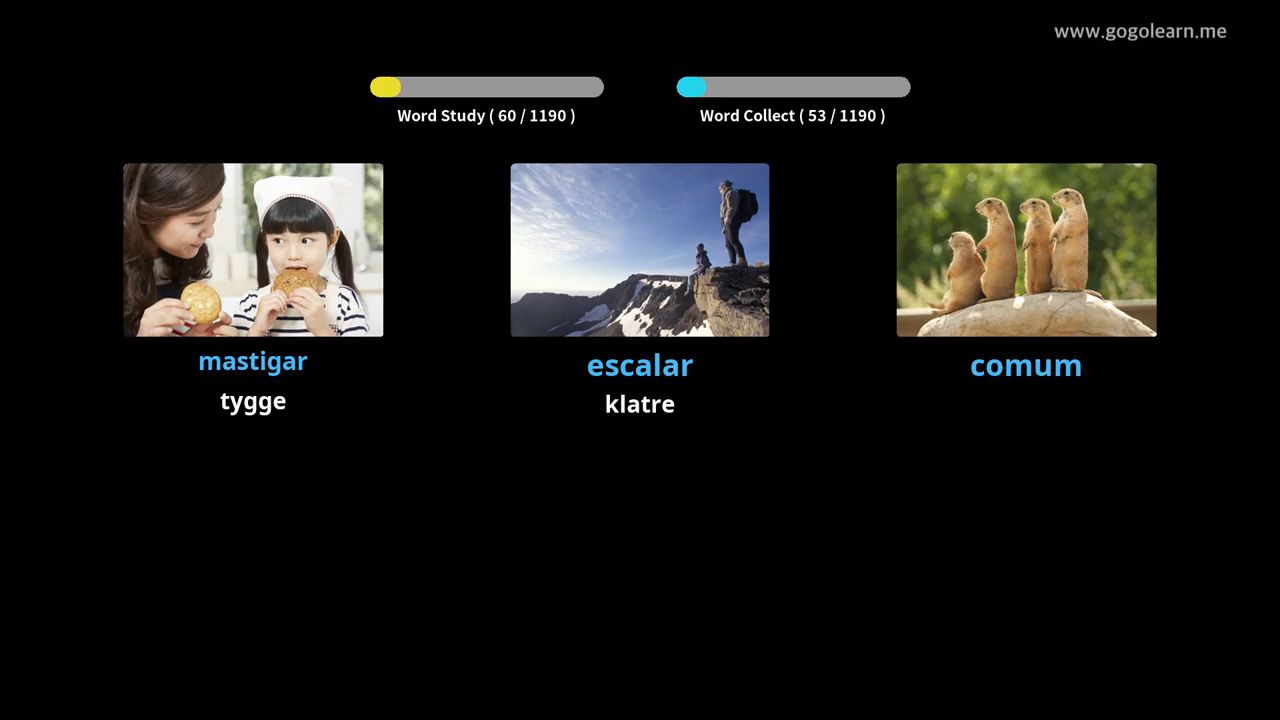 www.gogolearn.me
Word Study ( 60 / 1190 )
Word Collect ( 53 / 1190 )
mastigar
tygge
escalar
klatre
comum